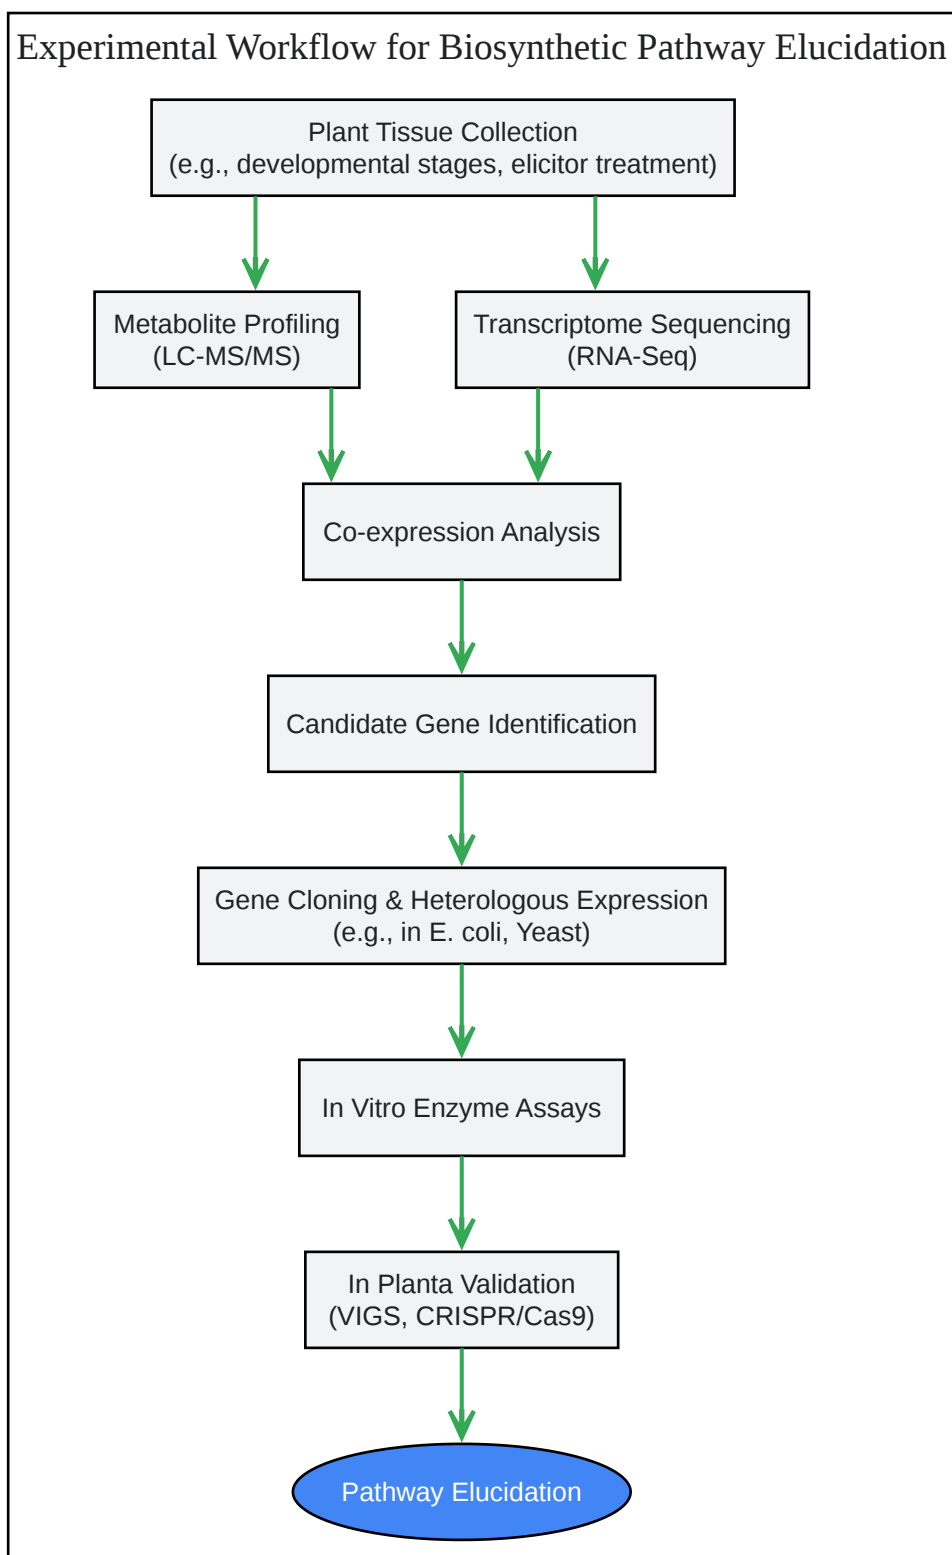 Experimental Workflow for Biosynthetic Pathway Elucidation
Plant Tissue Collection
(e.g., developmental stages, elicitor treatment)
Metabolite Profiling
(LC-MS/MS)
Transcriptome Sequencing
(RNA-Seq)
Co-expression Analysis
Candidate Gene Identification
Gene Cloning & Heterologous Expression
(e.g., in E. coli, Yeast)
In Vitro Enzyme Assays
In Planta Validation
(VIGS, CRISPR/Cas9)
Pathway Elucidation